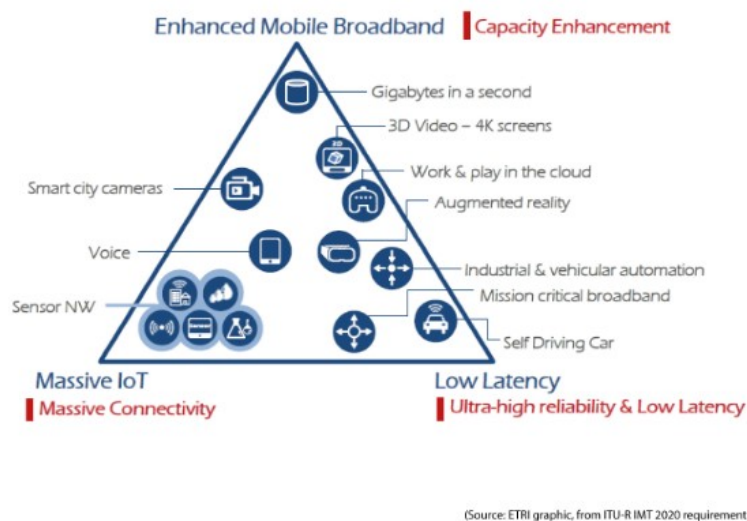 Enhanced Mobile Broadband
Capacity Enhancement
Gigabytes in a second
3D Video – 4K screens
Smart city cameras
Work & play in the cloud
Augmented reality
Voice
Industrial & vehicular automation
Mission critical broadband
Sensor NW
Self Driving Car
Massive IoT
Low Latency
Massive Connectivity
Ultra-high reliability & Low Latency
(Source: ETRI graphic, from ITU-R IMT 2020 requirement